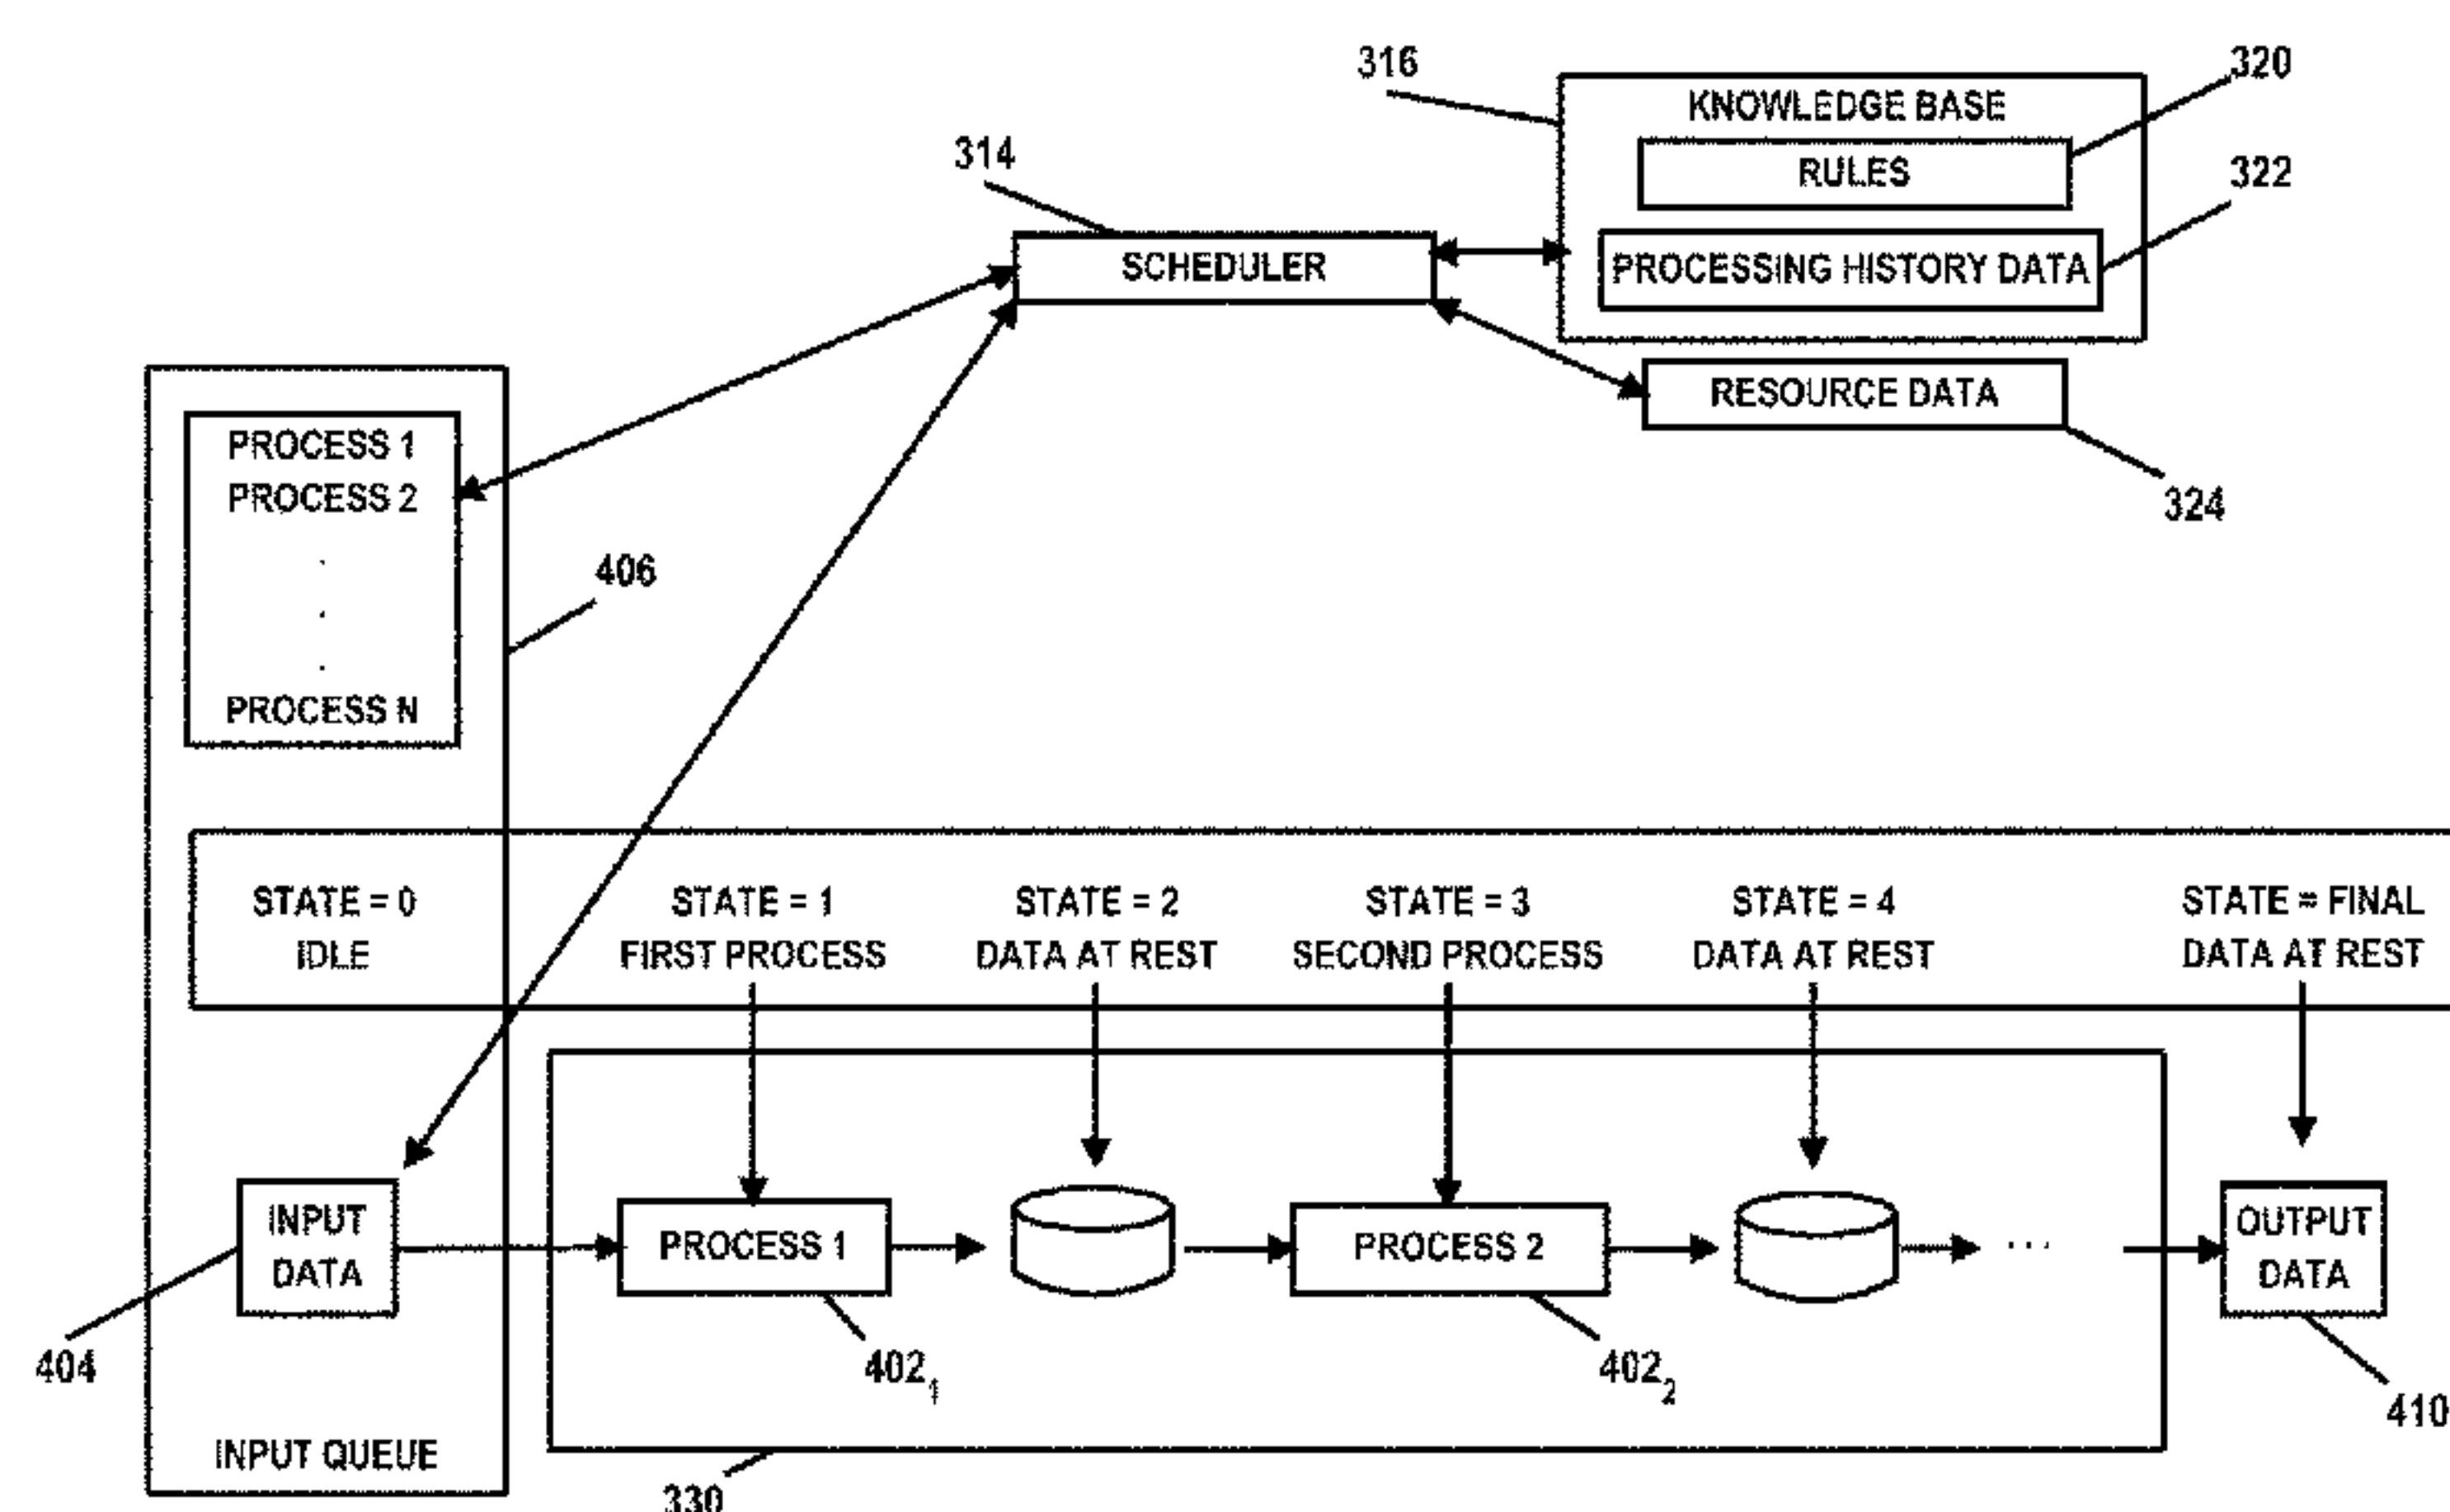 316
320
KNOWLEDGE BASE
314
RULES
322
SCHEDULER
PROCESSING HISTORY DATA
RESOURCE DATA
324
PROCESS 1
PROCESS 2
.
.
.
PROCESS N
406
STATE = 0
IDLE
STATE = 1
FIRST PROCESS
STATE = 2
DATA AT REST
STATE = 3
SECOND PROCESS
STATE = 4
DATA AT REST
STATE = FINAL
DATA AT REST
INPUT
DATA
PROCESS 1
PROCESS 2
...
OUTPUT
DATA
404
402₁
402₂
410
INPUT QUEUE
330